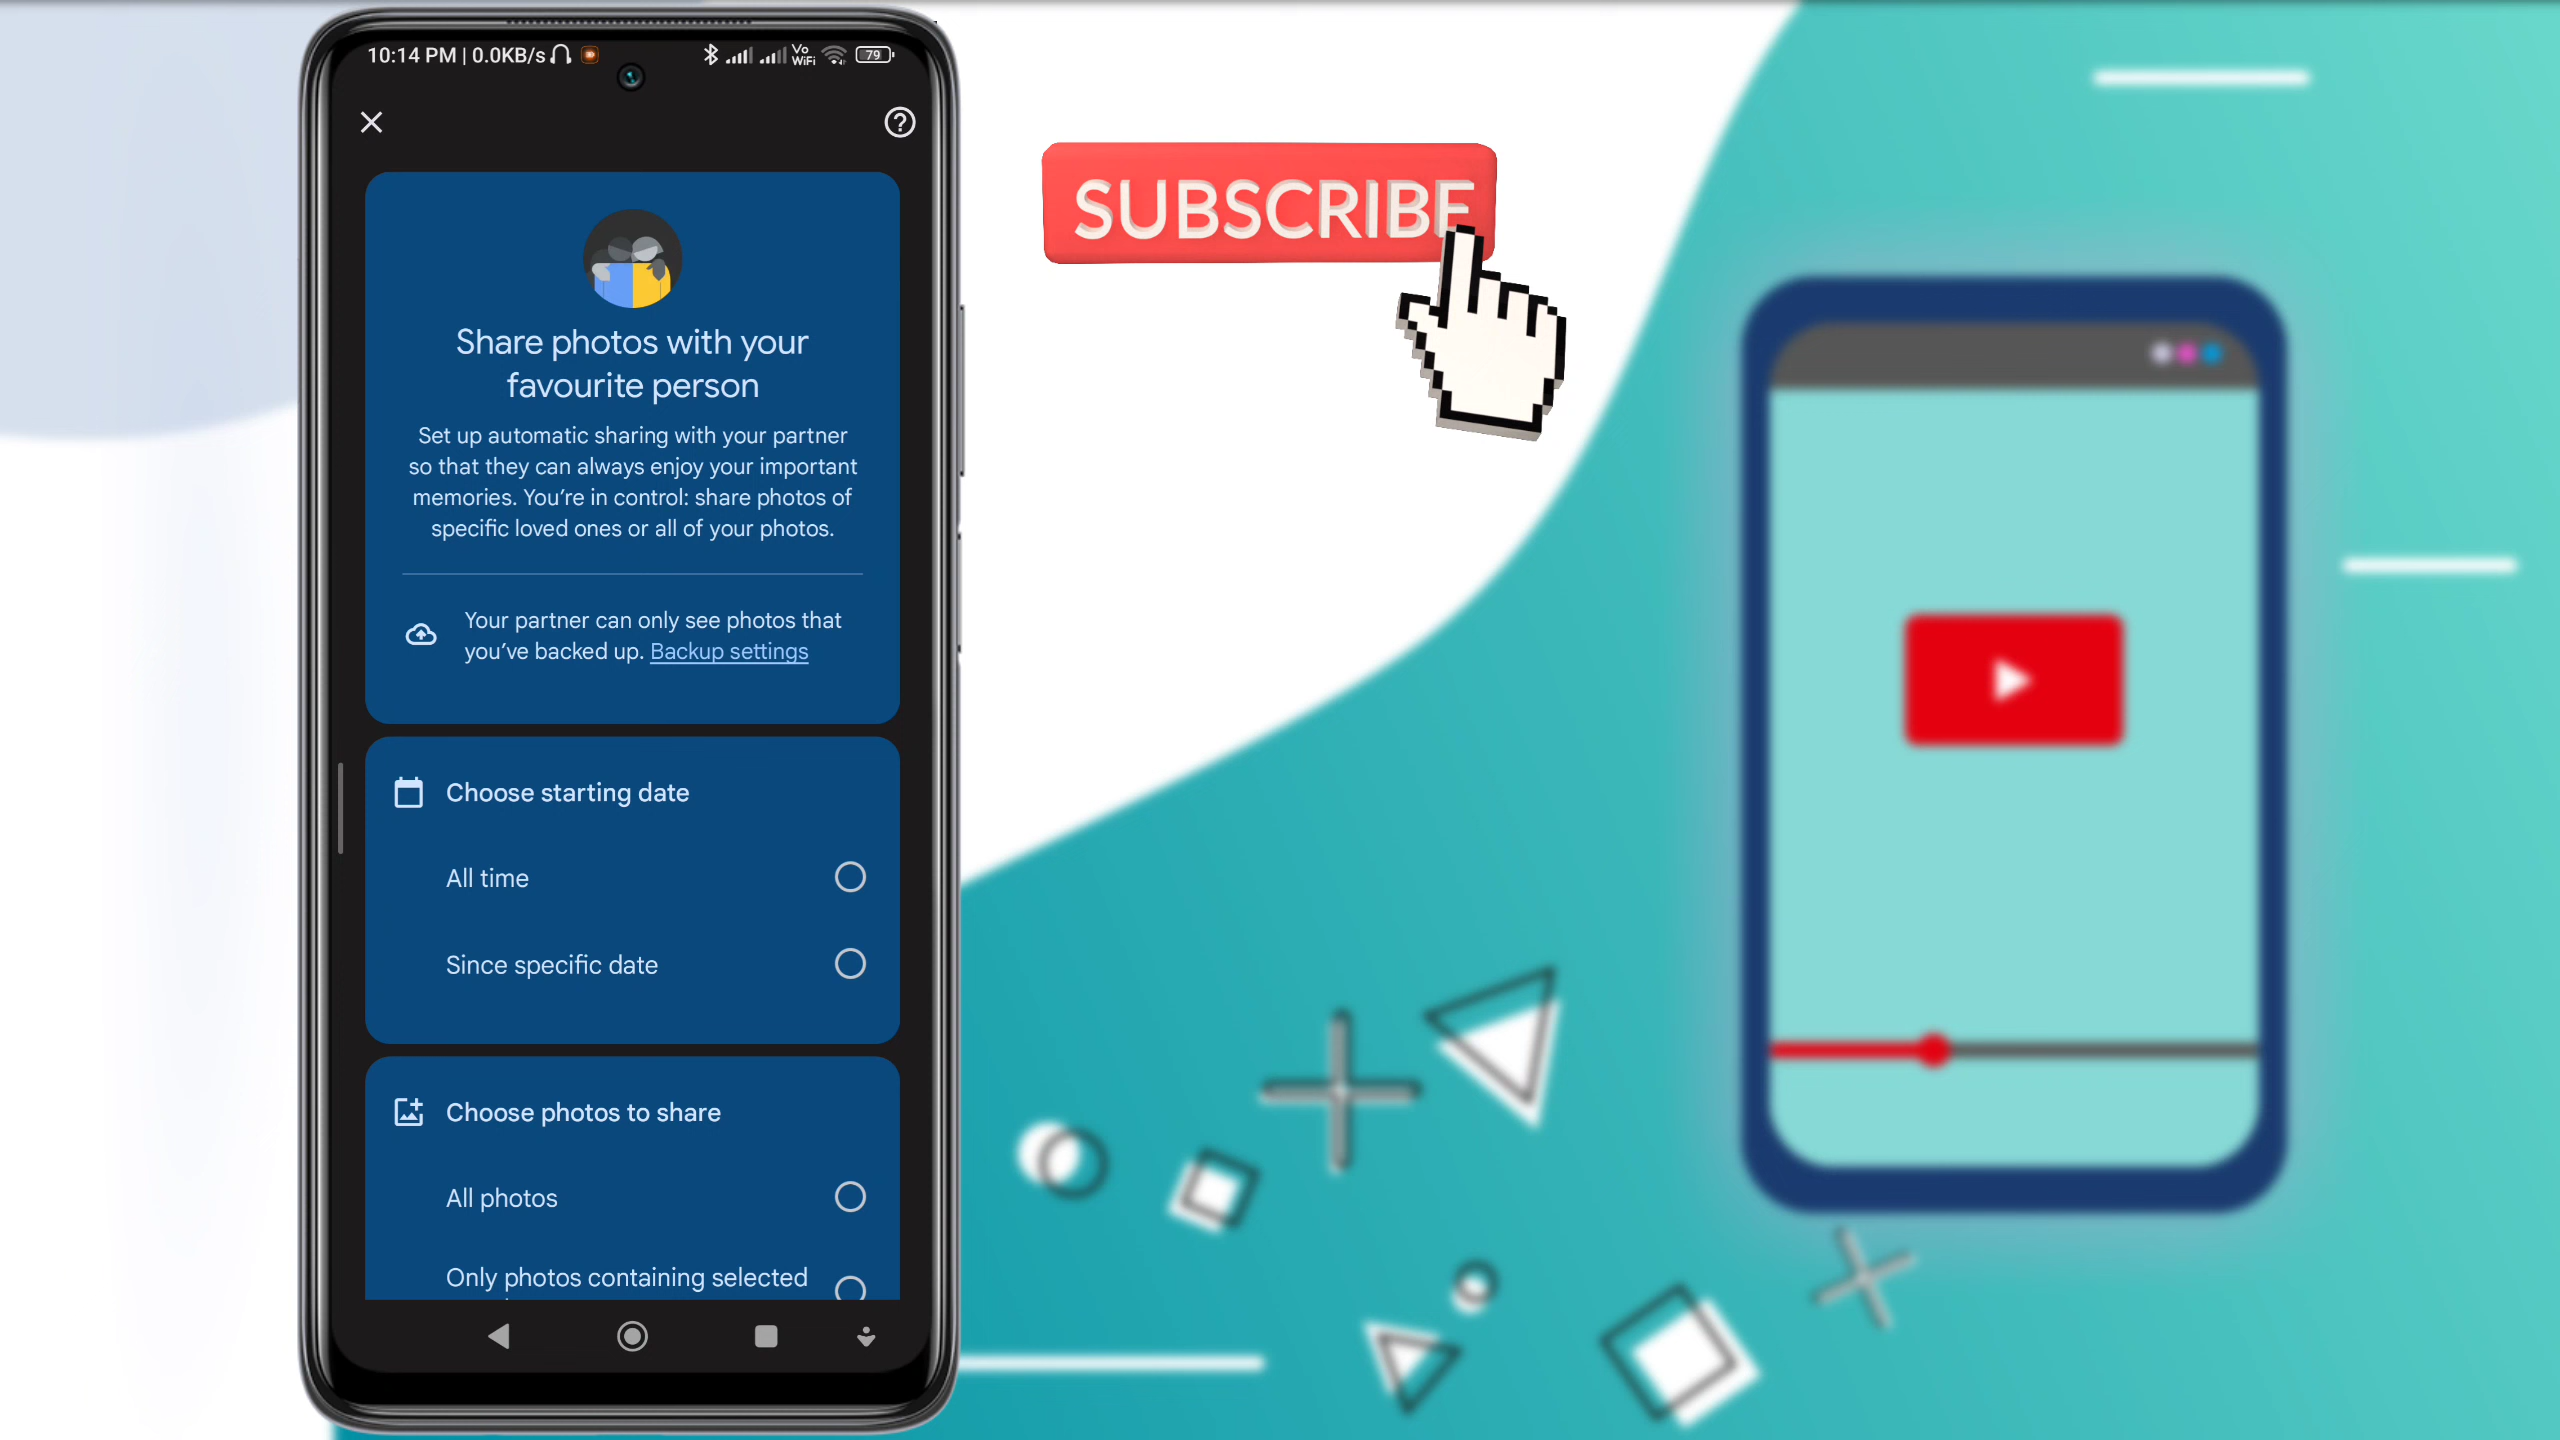 10:14 PM | 0.0KB/s
Vo
WiFi
79
Share photos with your
favourite person
Set up automatic sharing with your partner
so that they can always enjoy your important
memories. You’re in control: share photos of
specific loved ones or all of your photos.
Your partner can only see photos that
you’ve backed up. Backup settings
Choose starting date
All time
Since specific date
Choose photos to share
All photos
Only photos containing selected
SUBSCRIBE